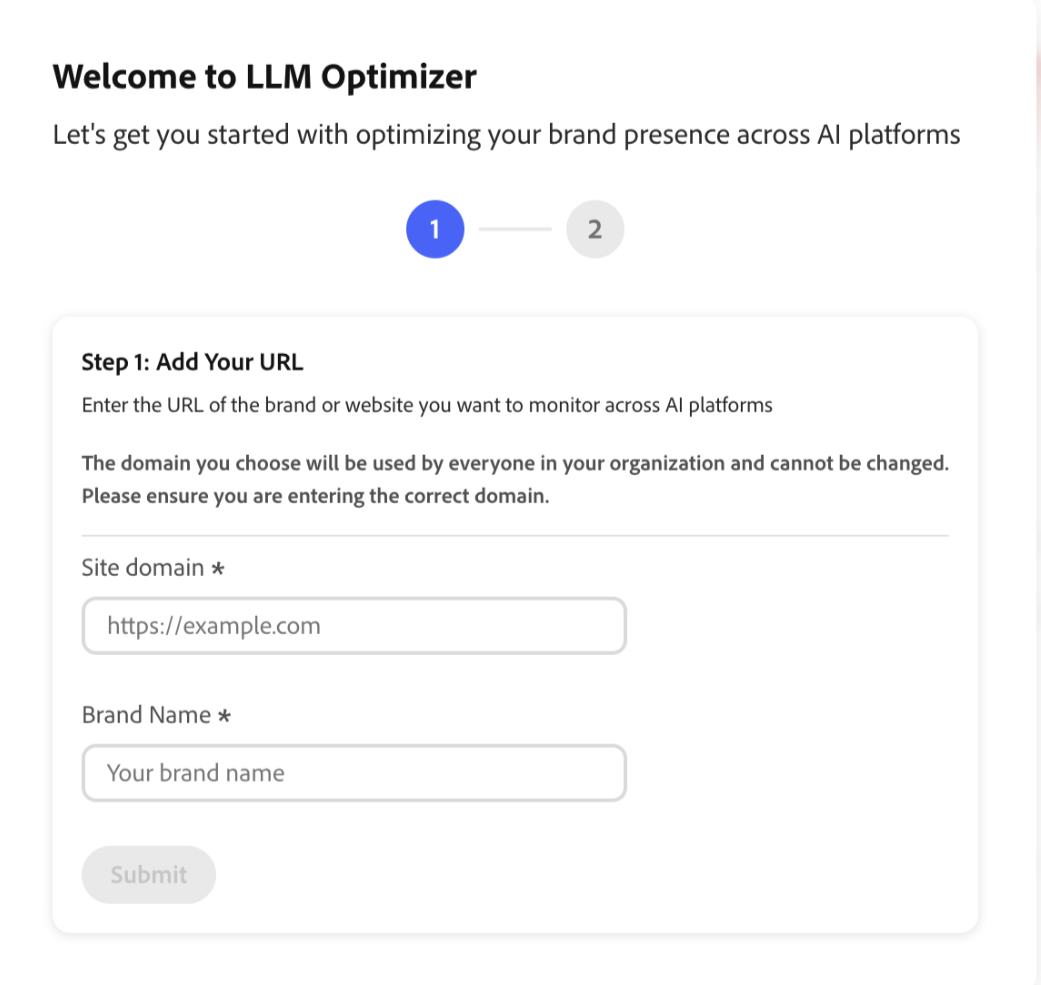 Welcome to LLM Optimizer
Let's get you started with optimizing your brand presence across AI platforms
1
2
Step 1: Add Your URL
Enter the URL of the brand or website you want to monitor across AI platforms
The domain you choose will be used by everyone in your organization and cannot be changed.
Please ensure you are entering the correct domain.
Site domain *
https://example.com
Brand Name *
Your brand name
Submit